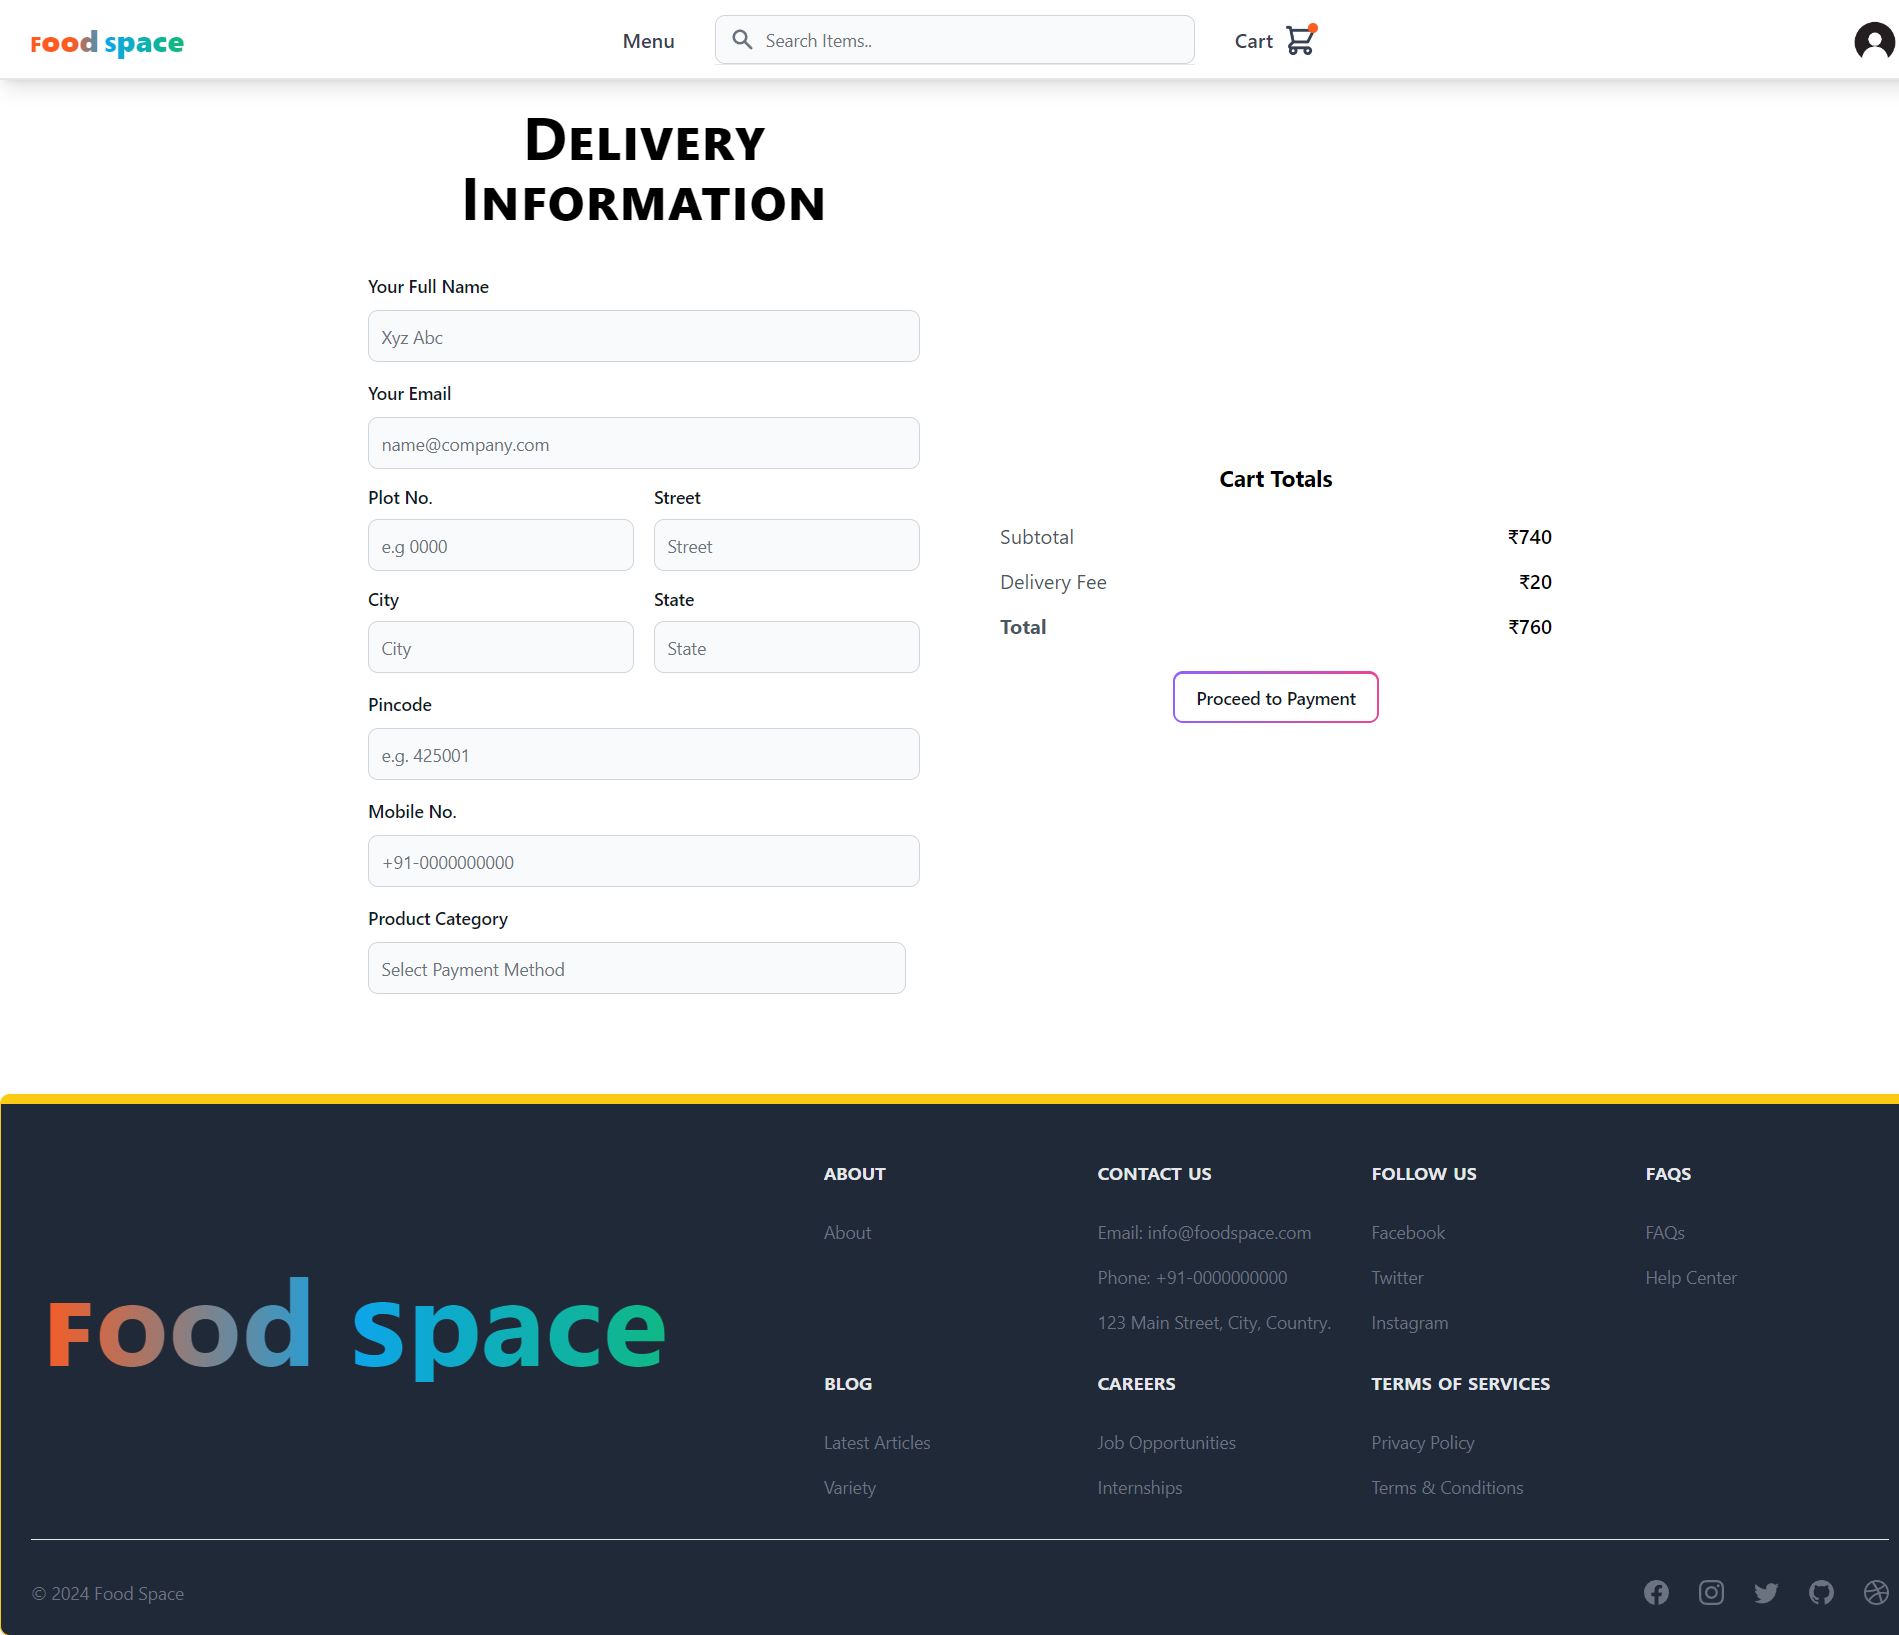 Food space
Menu
Search Items..
Cart
Delivery
Information
Your Full Name
Xyz Abc
Your Email
name@company.com
Plot No.
Street
e.g 0000
Street
City
State
City
State
Pincode
e.g. 425001
Mobile No.
+91-0000000000
Product Category
Select Payment Method
Cart Totals
Subtotal ₹740
Delivery Fee ₹20
Total ₹760
Proceed to Payment
Food space
ABOUT
About
CONTACT US
Email: info@foodspace.com
Phone: +91-0000000000
123 Main Street, City, Country.
FOLLOW US
Facebook
Twitter
Instagram
FAQS
FAQs
Help Center
BLOG
Latest Articles
Variety
CAREERS
Job Opportunities
Internships
TERMS OF SERVICES
Privacy Policy
Terms & Conditions
© 2024 Food Space